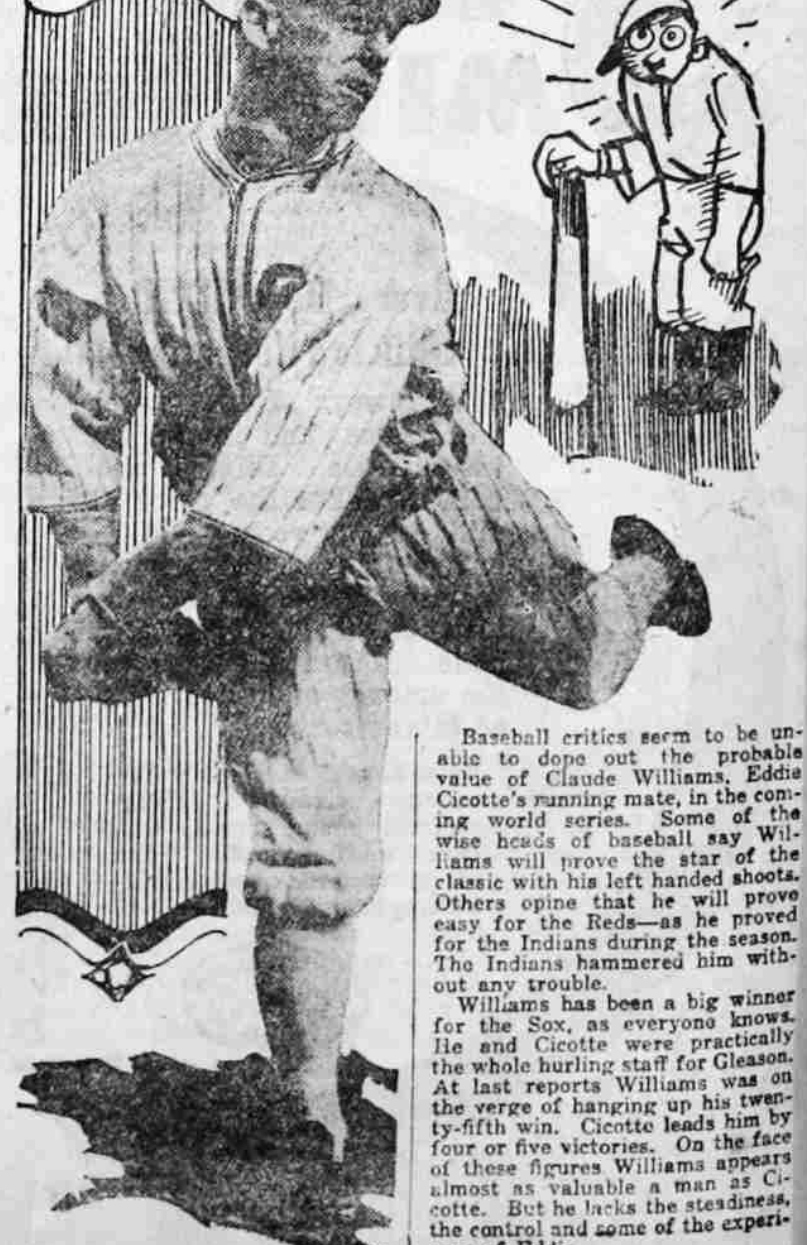 Baseball critics seem to be un-
able to dope out the probable
value of Claude Williams, Eddie
Cicotte's running mate, in the com-
ing world series. Some of the
wise heads of baseball say Wil-
liams will prove the star of the
classic with his left handed shoots.
Others opine that he will prove
easy for the Reds—as he proved
for the Indians during the season.
The Indians hammered him with-
out any trouble.
Williams has been a big winner
for the Sox, as everyone knows.
He and Cicotte were practically
the whole hurling staff for Gleason.
At last reports Williams was on
the verge of hanging up his twen-
ty-fifth win. Cicotte leads him by
four or five victories. On the face
of these figures Williams appears
almost as valuable a man as Ci-
cotte. But he lacks the steadiness,
the control and some of the experi-